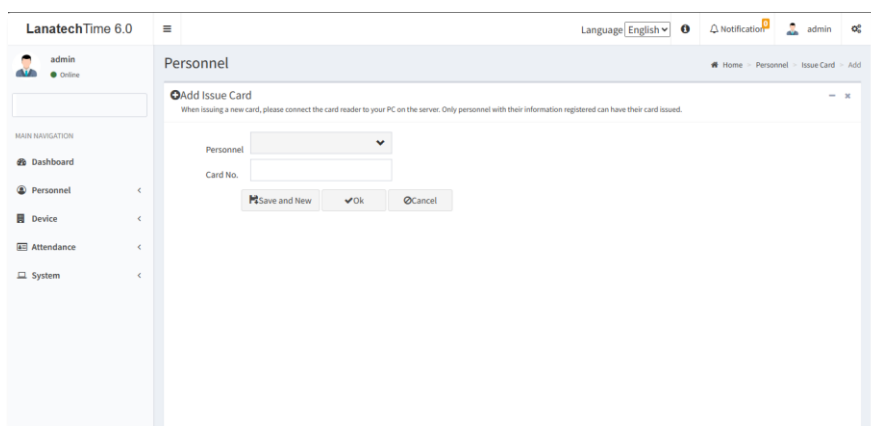 LanatechTime 6.0
Language English
0
Notification
admin
admin
Online
Personnel
Home > Personnel > Issue Card > Add
Add Issue Card
When issuing a new card, please connect the card reader to your PC on the server. Only personnel with their information registered can have their card issued.
MAIN NAVIGATION
Dashboard
Personnel
Device
Attendance
System
Personnel
Card No.
Save and New
Ok
Cancel